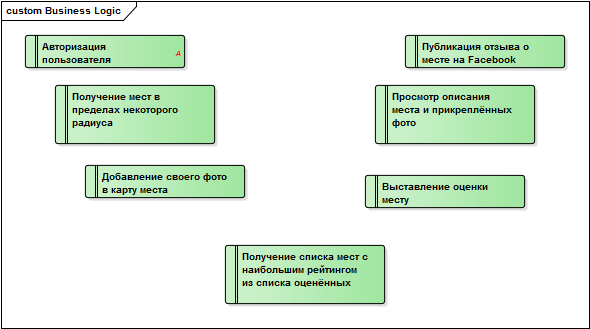 custom Business Logic
Авторизация
пользователя
A
Публикация отзыва о
месте на Facebook
Получение мест в
пределах некоторого
радиуса
Просмотр описания
места и прикреплённых
фото
Добавление своего фото
в карту места
Выставление оценки
месту
Получение списка мест с
наибольшим рейтингом
из списка оценённых